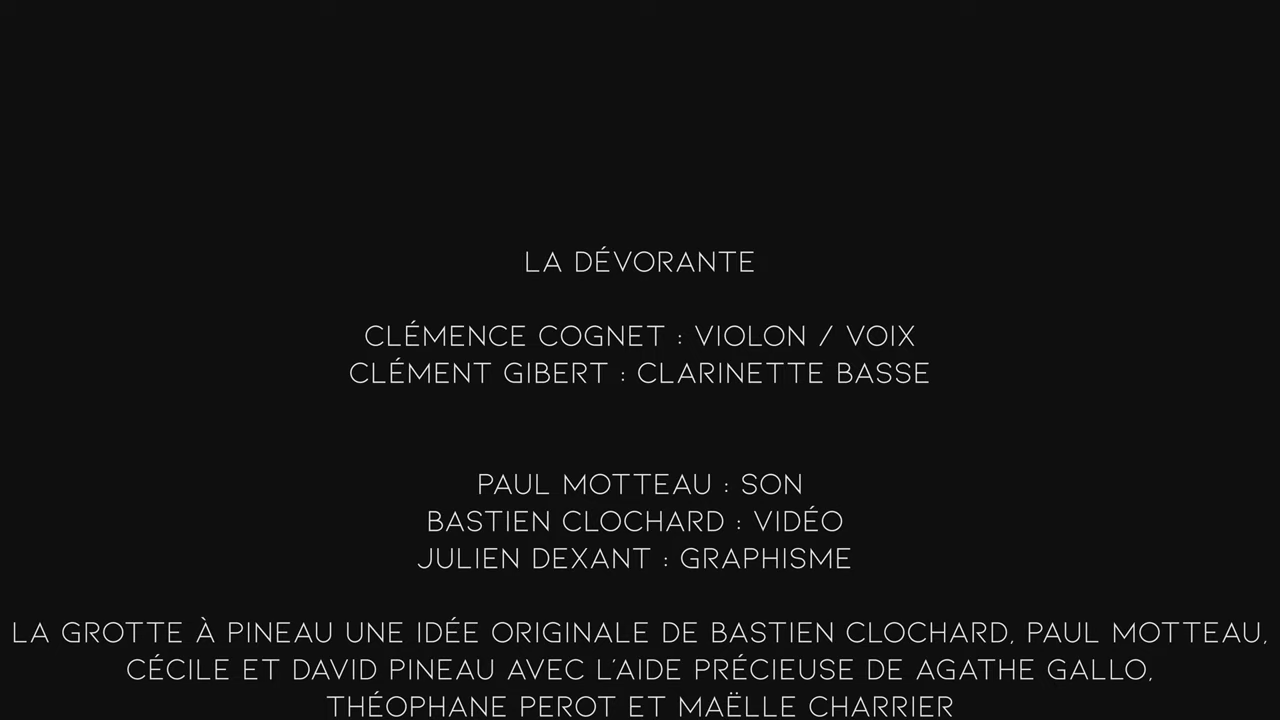 LA DÉVORANTE
CLÉMENCE COGNET : VIOLON / VOIX
CLÉMENT GIBERT : CLARINETTE BASSE
PAUL MOTTEAU : SON
BASTIEN CLOCHARD : VIDÉO
JULIEN DEXANT : GRAPHISME
LA GROTTE À PINEAU UNE IDÉE ORIGINALE DE BASTIEN CLOCHARD, PAUL MOTTEAU,
CÉCILE ET DAVID PINEAU AVEC L'AIDE PRÉCIEUSE DE AGATHE GALLO,
THÉOPHANE PEROT ET MAËLLE CHARRIER